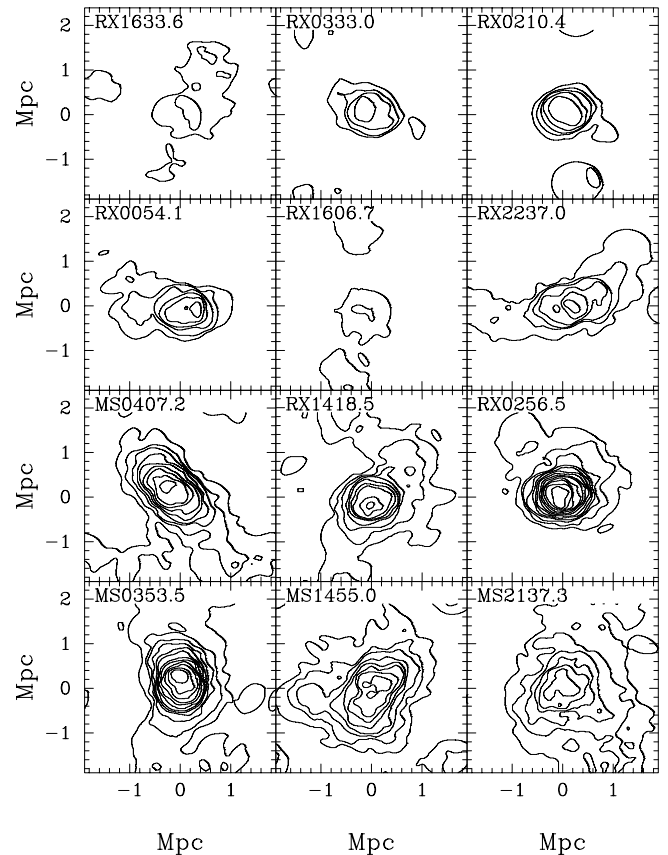 RX1633.6 RX0333.0 RX0210.4
2
1
0
−1
Mpc
RX0054.1 RX1606.7 RX2237.0
2
1
0
−1
Mpc
MS0407.2 RX1418.5 RX0256.5
2
1
0
−1
Mpc
MS0353.5 MS1455.0 MS2137.3
2
1
0
−1
Mpc
−1 0 1 −1 0 1 −1 0 1
Mpc Mpc Mpc